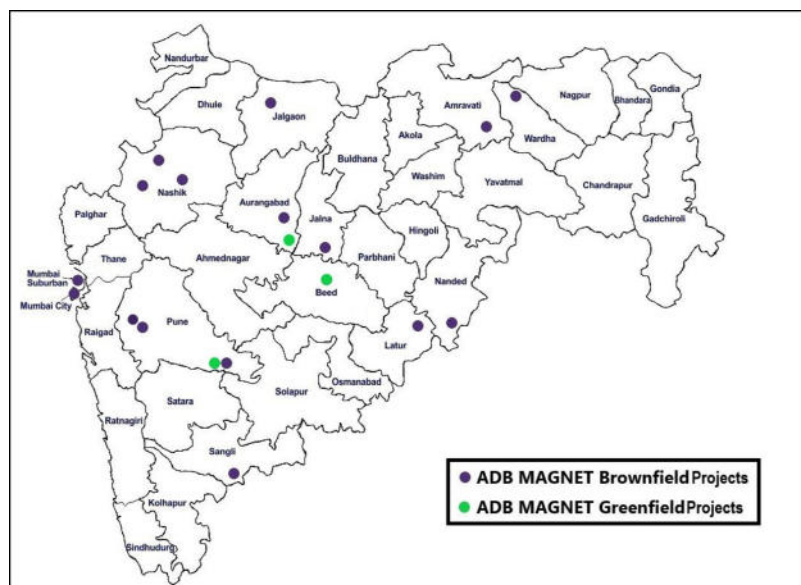 Nandurbar
Dhule
Jalgaon
Amravati
Nagpur
Bhandara
Gondia
Wardha
Akola
Buldhana
Washim
Yavatmal
Chandrapur
Gadchiroli
Nashik
Aurangabad
Jalna
Hingoli
Parbhani
Palghar
Thane
Ahmednagar
Mumbai
Suburban
Mumbai City
Beed
Nanded
Raigad
Pune
Latur
Osmanabad
Solapur
Satara
Ratnagiri
Sangli
Kolhapur
Sindhudurg
ADB MAGNET Brownfield Projects
ADB MAGNET Greenfield Projects